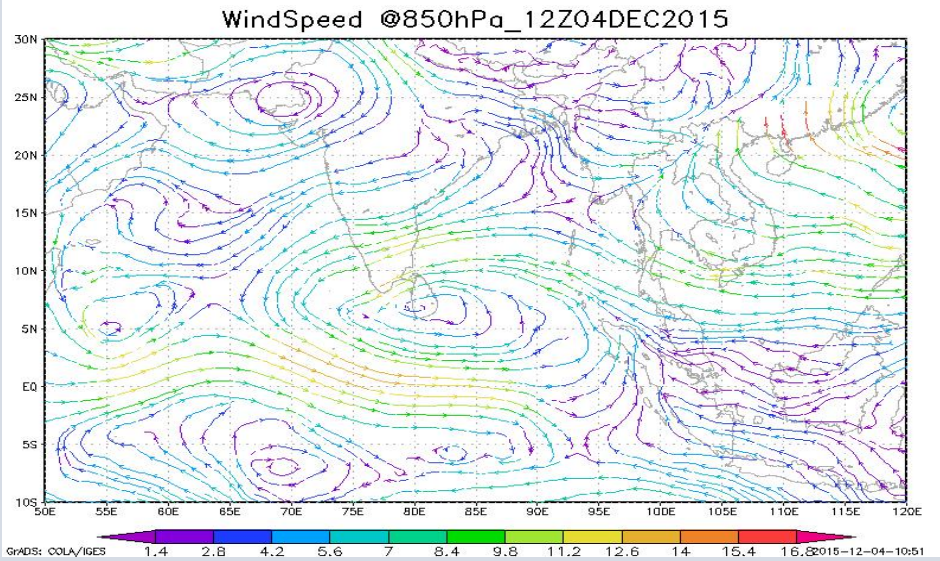 WindSpeed @850hPa_12Z04DEC2015
30N
25N
20N
15N
10N
5N
EQ
5S
10S
50E 55E 60E 65E 70E 75E 80E 85E 90E 95E 100E 105E 110E 115E 120E
1.4 2.8 4.2 5.6 7 8.4 9.8 11.2 12.6 14 15.4 16.8
GrADS: COLA/IGES 2015-12-04-10:51